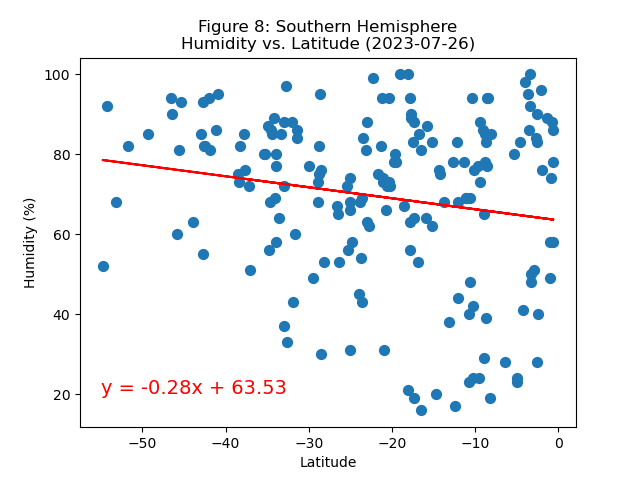 Figure 8: Southern Hemisphere
Humidity vs. Latitude (2023-07-26)
100
80
60
40
20
Humidity (%)
y = -0.28x + 63.53
−50
−40
−30
−20
−10
0
Latitude